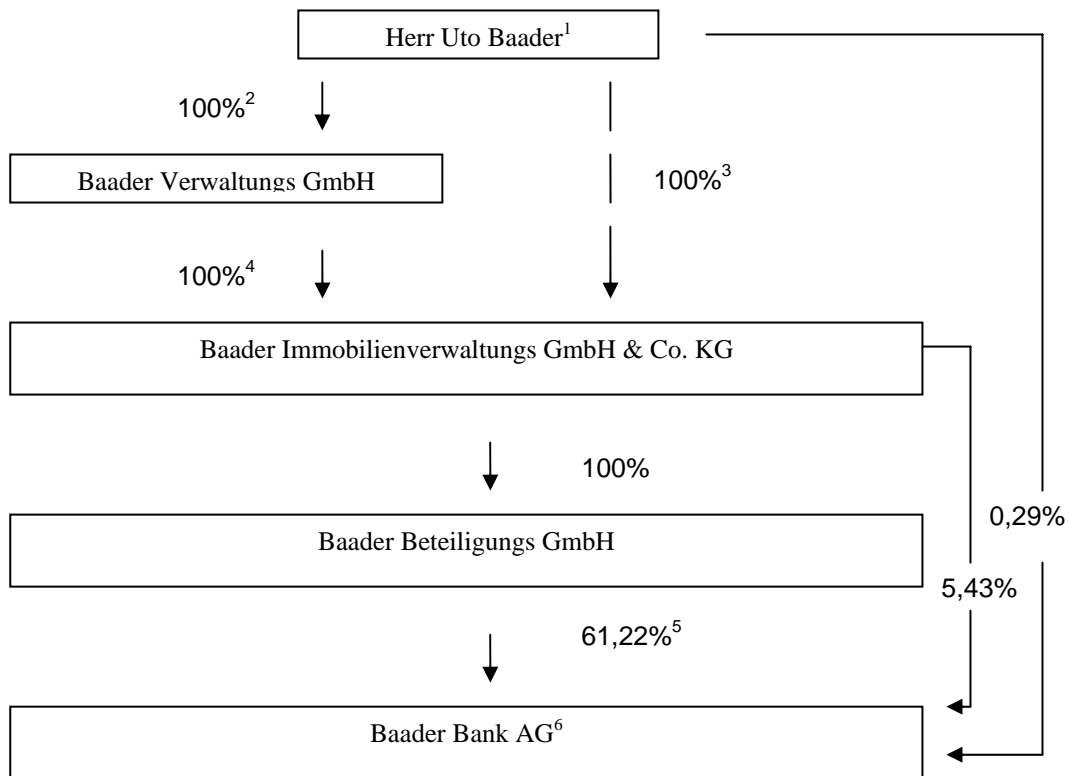 Herr Uto Baader¹
100%²
Baader Verwaltungs GmbH
100%³
100%⁴
Baader Immobilienverwaltungs GmbH & Co. KG
100%
Baader Beteiligungs GmbH
0,29%
5,43%
61,22%⁵
Baader Bank AG⁶